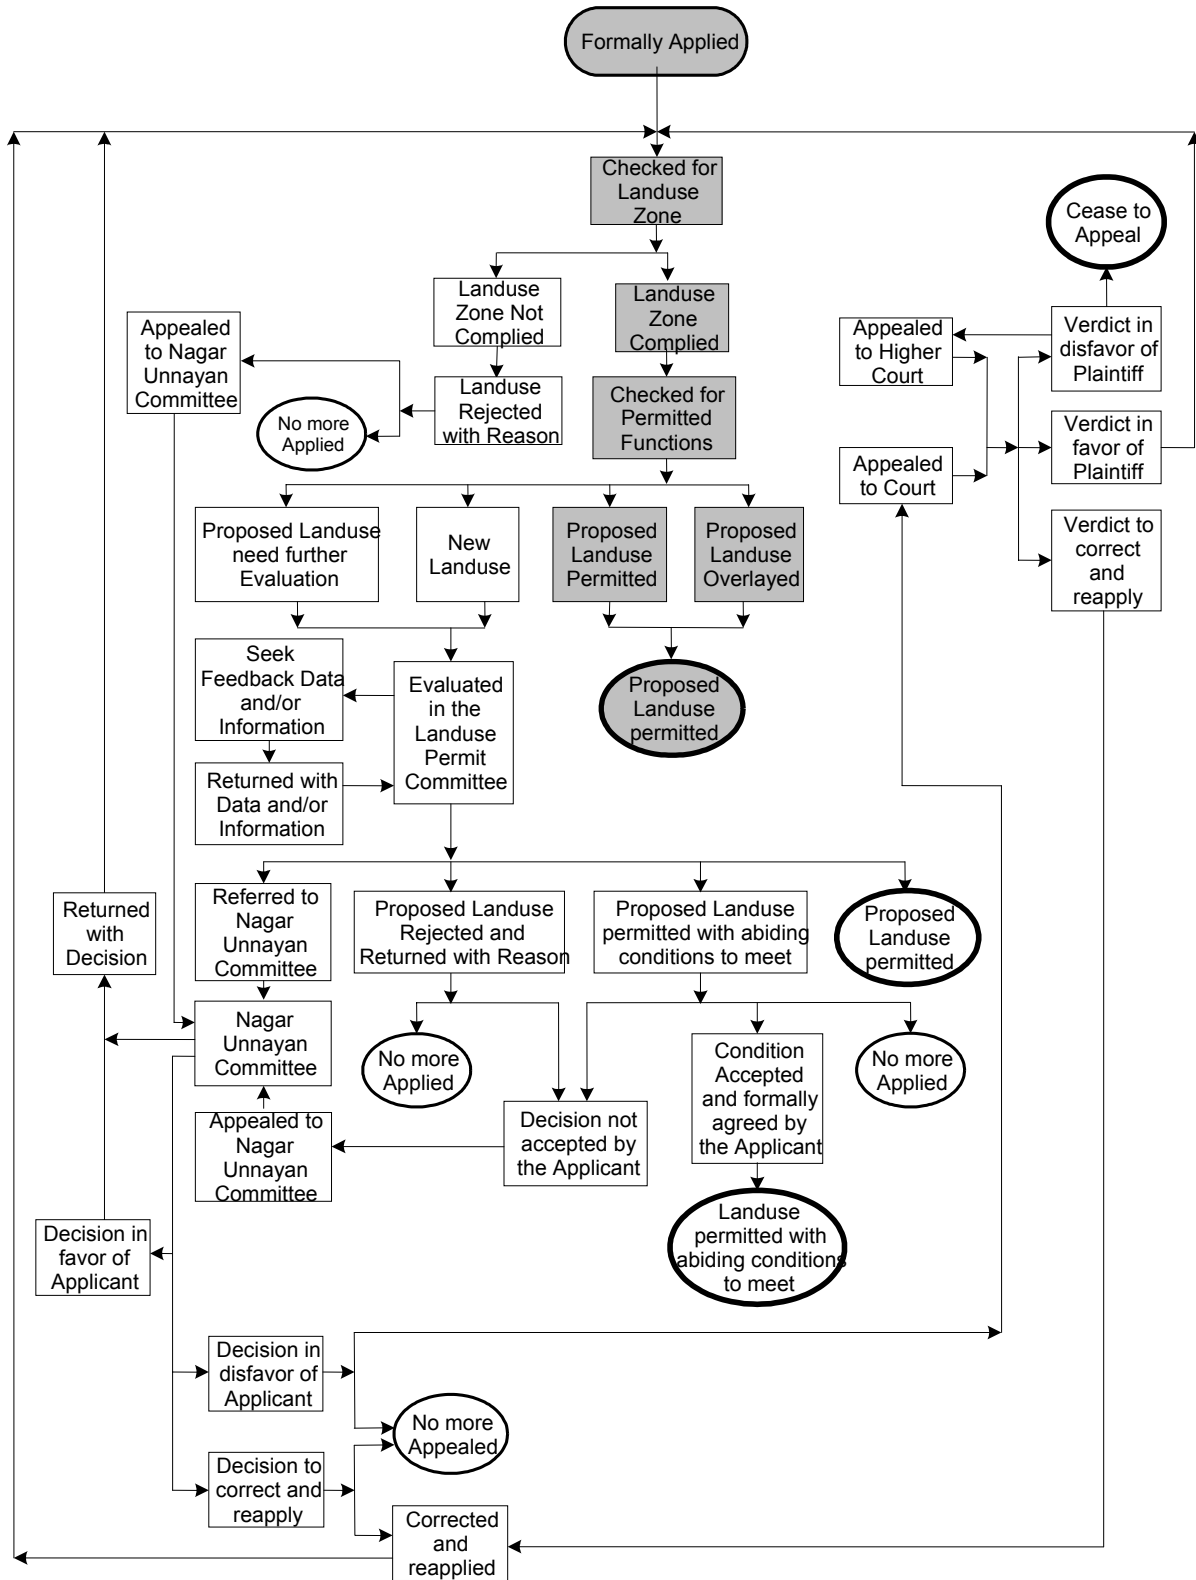 Formally Applied
Checked for
Landuse
Zone
Cease to
Appeal
Landuse
Zone Not
Complied
Landuse
Zone
Complied
Appealed
to Nagar
Unnayan
Committee
Appealed
to Higher
Court
Verdict in
disfavor of
Plaintiff
Landuse
Rejected
with Reason
No more
Applied
Checked for
Permitted
Functions
Verdict in
favor of
Plaintiff
Appealed
to Court
Proposed Landuse
need further
Evaluation
New
Landuse
Proposed
Landuse
Permitted
Proposed
Landuse
Overlayed
Verdict to
correct
and
reapply
Seek
Feedback Data
and/or
Information
Evaluated
in the
Landuse
Permit
Committee
Proposed
Landuse
permitted
Returned with
Data and/or
Information
Returned
with
Decision
Referred to
Nagar
Unnayan
Committee
Proposed Landuse
Rejected and
Returned with Reason
Proposed Landuse
permitted with abiding
conditions to meet
Proposed
Landuse
permitted
Nagar
Unnayan
Committee
No more
Applied
Condition
Accepted
and formally
agreed by
the Applicant
No more
Applied
Appealed to
Nagar
Unnayan
Committee
Decision not
accepted by
the Applicant
Decision in
favor of
Applicant
Landuse
permitted with
abiding conditions
to meet
Decision in
disfavor of
Applicant
No more
Appealed
Decision to
correct and
reapply
Corrected
and
reapplied